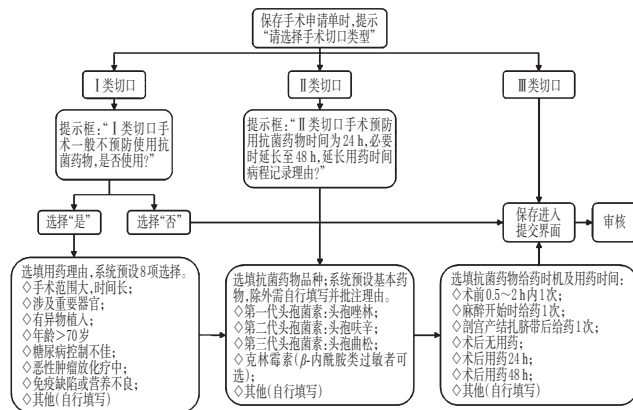 保存手术申请单时,提示
“请选择手术切口类型”
Ⅰ类切口
Ⅱ类切口
Ⅲ类切口
提示框:“Ⅰ类切口手
术一般不预防使用抗
菌药物,是否使用?”
提示框:“Ⅱ类切口手术预防
用抗菌药物时间为24 h,必要
时延长至48 h,延长用药时间
病程记录理由?”
选择“是”
选择“否”
保存进入
提交界面
审核
选填用药理由,系统预设8项选择。
◇手术范围大,时间长;
◇涉及重要器官;
◇有异物植入;
◇年龄>70岁
◇糖尿病控制不佳;
◇恶性肿瘤放化疗中;
◇免疫缺陷或营养不良;
◇其他(自行填写)
选填抗菌药物品种;系统预设基本药
物,除外需自行填写并批注理由。
◇第一代头孢菌素:头孢唑林;
◇第二代头孢菌素:头孢呋辛;
◇第三代头孢菌素:头孢曲松;
◇克林霉素(β-内酰胺类过敏者可
选);
◇其他(自行填写)
选填抗菌药物给药时机及用药时间:
◇术前0.5~2 h内1次;
◇麻醉开始时给药1次;
◇剖宫产结扎脐带后给药1次;
◇术后无用药;
◇术后用药24 h;
◇术后用药48 h;
◇其他(自行填写)